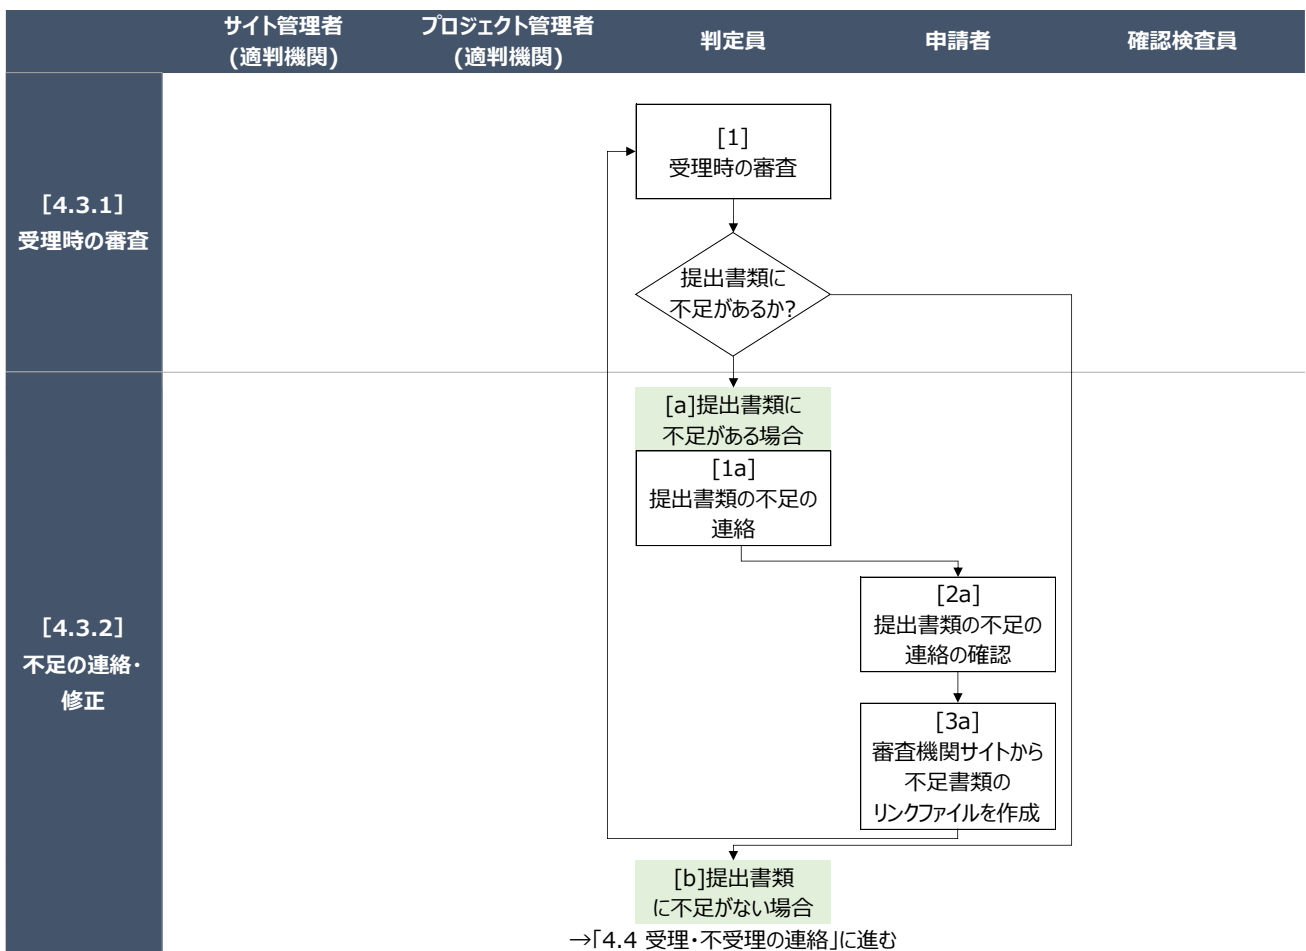 サイト管理者
(適判機関)
プロジェクト管理者
(適判機関)
判定員
申請者
確認検査員
［4.3.1］
受理時の審査
[1]
受理時の審査
提出書類に
不足があるか?
［4.3.2］
不足の連絡・
修正
[a]提出書類に
不足がある場合
[1a]
提出書類の不足の
連絡
[2a]
提出書類の不足の
連絡の確認
[3a]
審査機関サイトから
不足書類の
リンクファイルを作成
[b]提出書類
に不足がない場合
→「4.4 受理・不受理の連絡」に進む